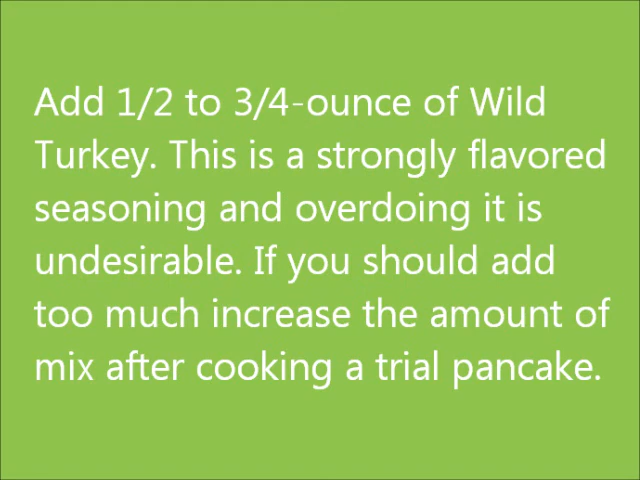 Add 1/2 to 3/4-ounce of Wild
Turkey. This is a strongly flavored
seasoning and overdoing it is
undesirable. If you should add
too much increase the amount of
mix after cooking a trial pancake.